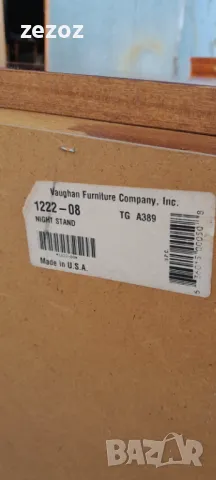 zezoz
Vaughan Furniture Company, Inc.
1222-08
TG A389
NIGHT STAND
Made in U.S.A.
BAZAR